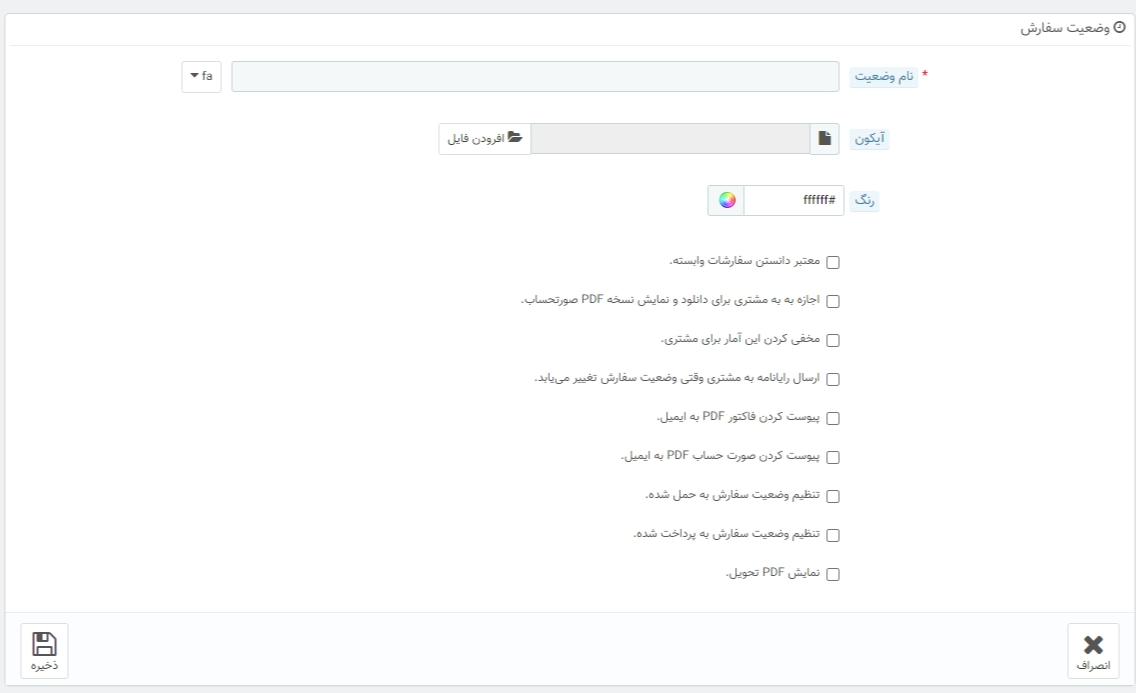 وضعیت سفارش
* نام وضعیت
fa
آیکون
افرودن فایل
رنگ
#ffffff
معتبر دانستن سفارشات وابسته.
اجازه به به مشتری برای دانلود و نمایش نسخه PDF صورتحساب.
مخفی کردن این آمار برای مشتری.
ارسال رایانامه به مشتری وقتی وضعیت سفارش تغییر می‌یابد.
پیوست کردن فاکتور PDF به ایمیل.
پیوست کردن صورت حساب PDF به ایمیل.
تنظیم وضعیت سفارش به حمل شده.
تنظیم وضعیت سفارش به پرداخت شده.
نمایش PDF تحویل.
انصراف
ذخیره